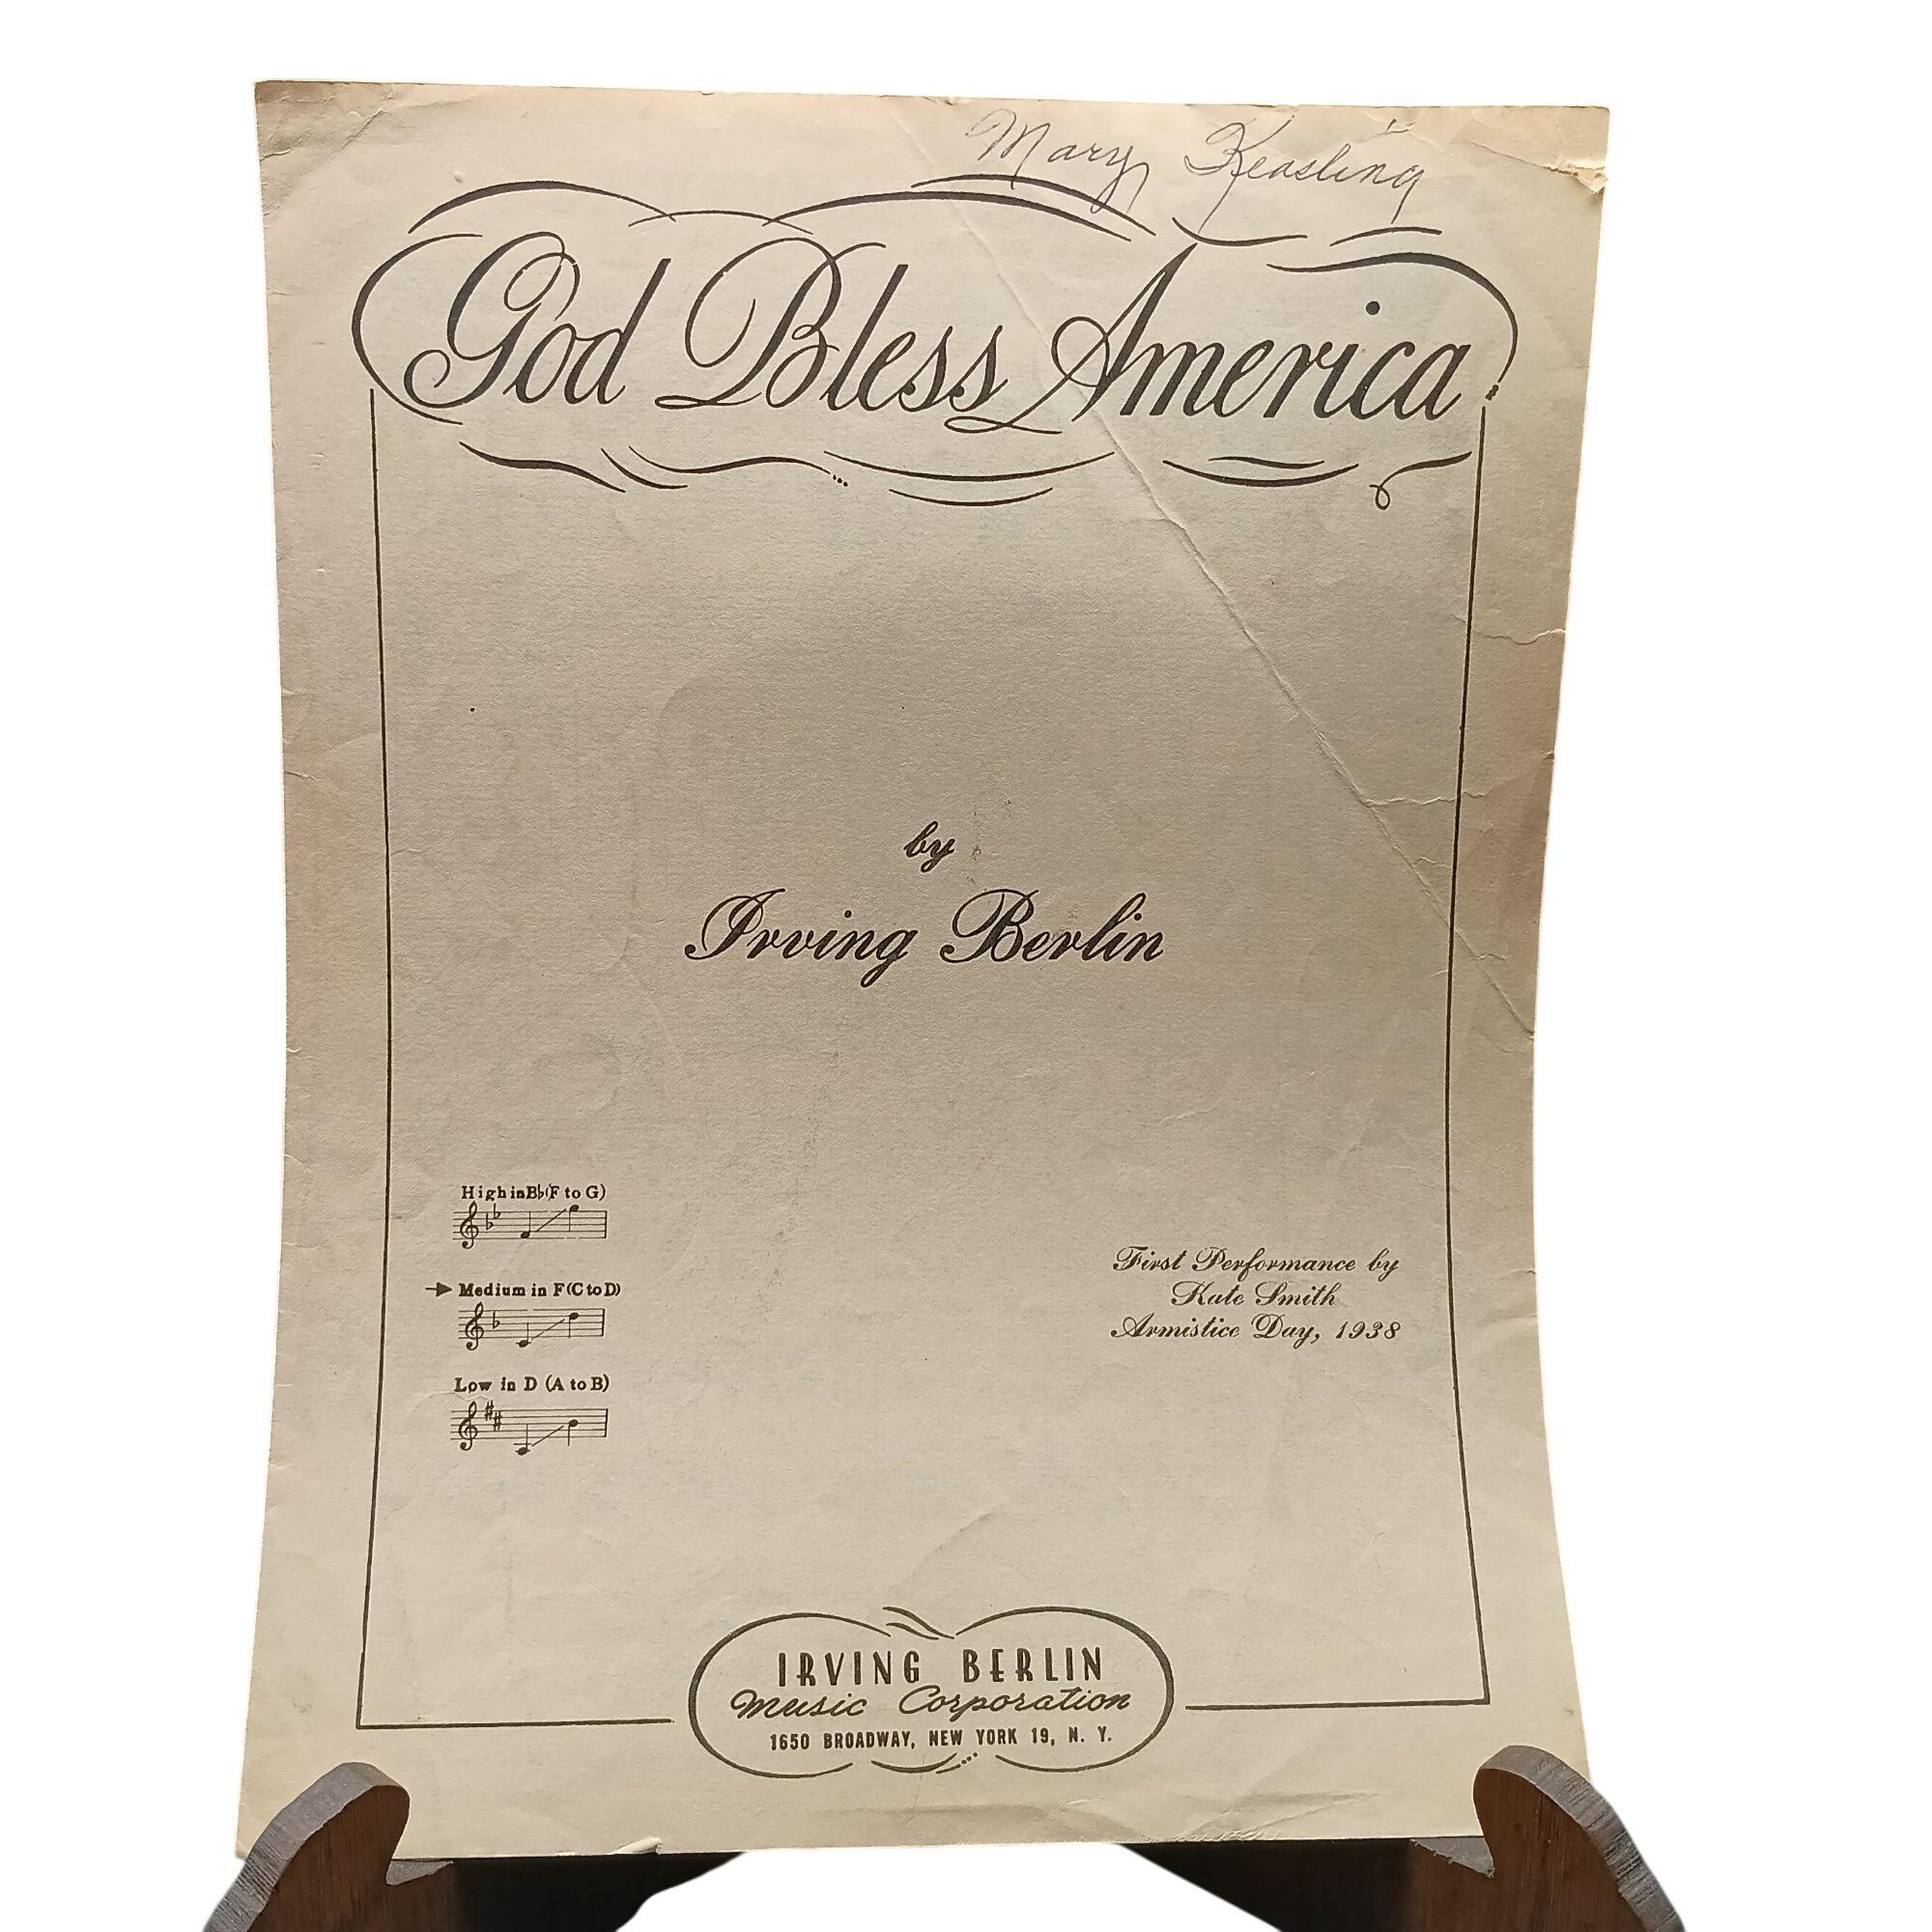 Mary Keasling
God Bless America
by
Irving Berlin
High in B♭ (F to G)
Medium in F (C to D)
Low in D (A to B)
First Performance by
Kate Smith
Armistice Day, 1938
IRVING BERLIN
Music Corporation
1650 BROADWAY, NEW YORK 19, N. Y.